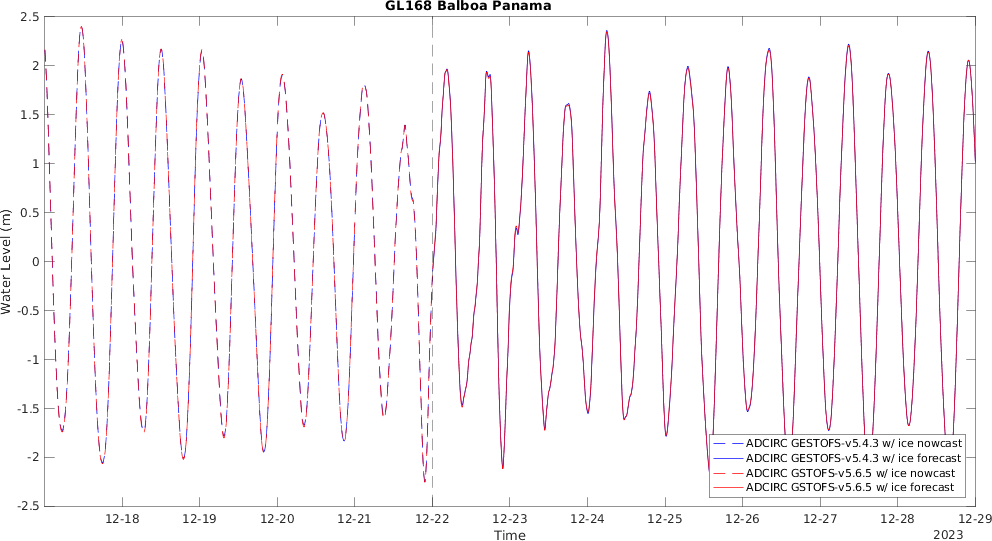 GL168 Balboa Panama
2.5
2
1.5
1
0.5
0
-0.5
-1
-1.5
-2
-2.5
Water Level (m)
ADCIRC GESTOFS-v5.4.3 w/ ice nowcast
ADCIRC GESTOFS-v5.4.3 w/ ice forecast
ADCIRC GSTOFS-v5.6.5 w/ ice nowcast
ADCIRC GSTOFS-v5.6.5 w/ ice forecast
12-18 12-19 12-20 12-21 12-22 12-23 12-24 12-25 12-26 12-27 12-28 12-29
Time
2023